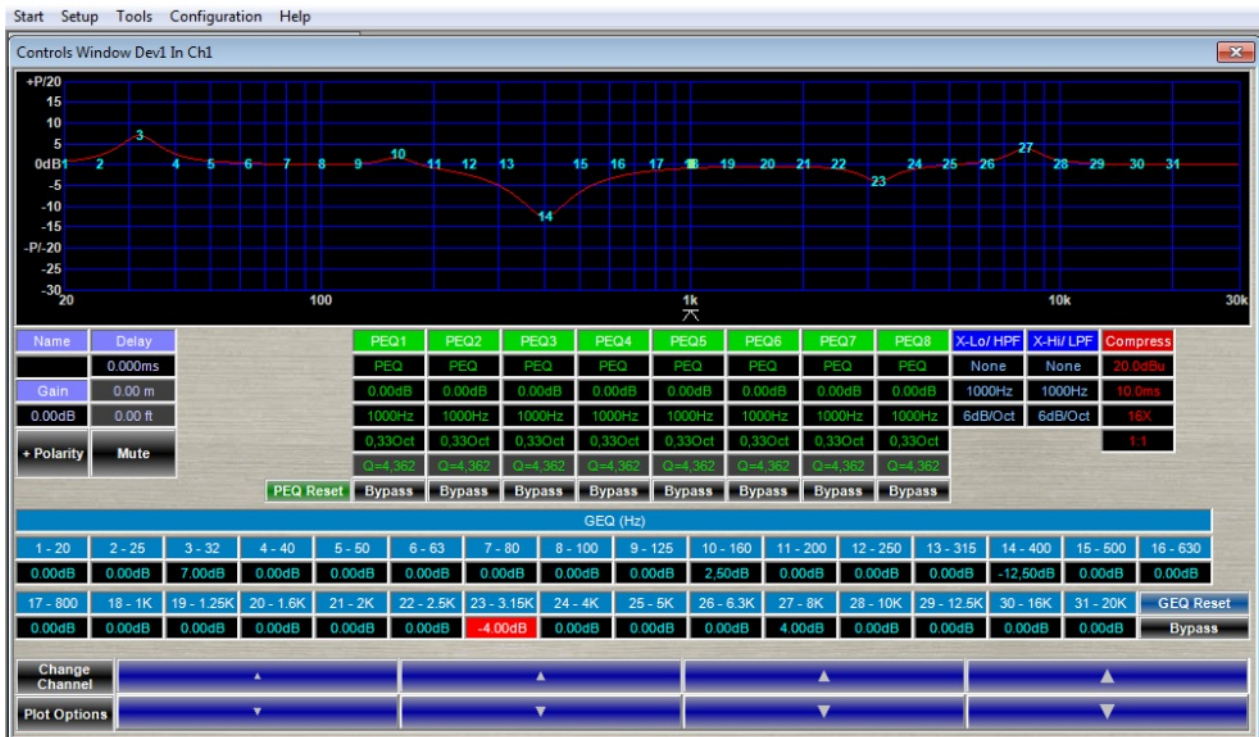 Start Setup Tools Configuration Help
Controls Window Dev1 In Ch1
+P/20
15
10
5
0dB
-5
-10
-15
-P/-20
-25
-30
1 2 3 4 5 6 7 8 9 10 11 12 13 14 15 16 17 18 19 20 21 22 23 24 25 26 27 28 29 30 31
20 100 1k 10k 30k
Name Delay PEQ1 PEQ2 PEQ3 PEQ4 PEQ5 PEQ6 PEQ7 PEQ8 X-Lo/ HPF X-Hi/ LPF Compress
0.000ms PEQ PEQ PEQ PEQ PEQ PEQ PEQ PEQ None None 20.0dBu
Gain 0.00 m 0.00dB 0.00dB 0.00dB 0.00dB 0.00dB 0.00dB 0.00dB 0.00dB 1000Hz 1000Hz 10.0ms
0.00dB 0.00 ft 1000Hz 1000Hz 1000Hz 1000Hz 1000Hz 1000Hz 1000Hz 1000Hz 6dB/Oct 6dB/Oct 16X
+ Polarity Mute 0,33Oct 0,33Oct 0,33Oct 0,33Oct 0,33Oct 0,33Oct 0,33Oct 0,33Oct 1:1
Q=4,362 Q=4,362 Q=4,362 Q=4,362 Q=4,362 Q=4,362 Q=4,362 Q=4,362
PEQ Reset Bypass Bypass Bypass Bypass Bypass Bypass Bypass Bypass
GEQ (Hz)
1 - 20 2 - 25 3 - 32 4 - 40 5 - 50 6 - 63 7 - 80 8 - 100 9 - 125 10 - 160 11 - 200 12 - 250 13 - 315 14 - 400 15 - 500 16 - 630
0.00dB 0.00dB 7.00dB 0.00dB 0.00dB 0.00dB 0.00dB 0.00dB 0.00dB 2,50dB 0.00dB 0.00dB 0.00dB -12,50dB 0.00dB 0.00dB
17 - 800 18 - 1K 19 - 1.25K 20 - 1.6K 21 - 2K 22 - 2.5K 23 - 3.15K 24 - 4K 25 - 5K 26 - 6.3K 27 - 8K 28 - 10K 29 - 12.5K 30 - 16K 31 - 20K GEQ Reset
0.00dB 0.00dB 0.00dB 0.00dB 0.00dB 0.00dB -4.00dB 0.00dB 0.00dB 0.00dB 4.00dB 0.00dB 0.00dB 0.00dB 0.00dB Bypass
Change
Channel
Plot Options